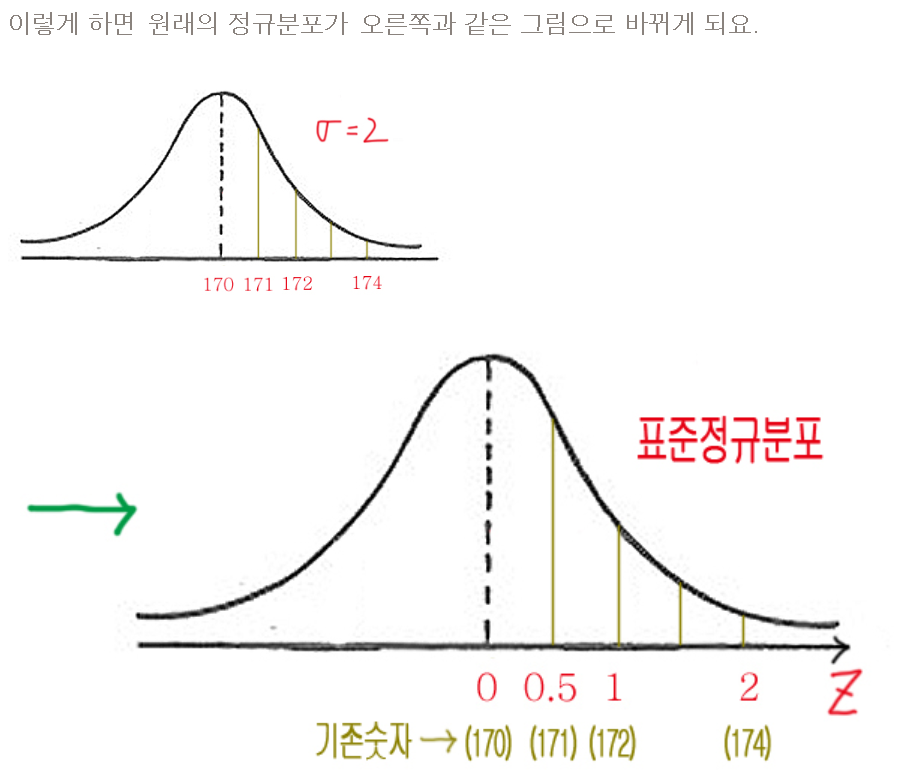 이렇게 하면 원래의 정규분포가 오른쪽과 같은 그림으로 바뀌게 되요.
σ=2
170 171 172 174
표준정규분포
0 0.5 1 2 Z
기존숫자 → (170) (171) (172) (174)